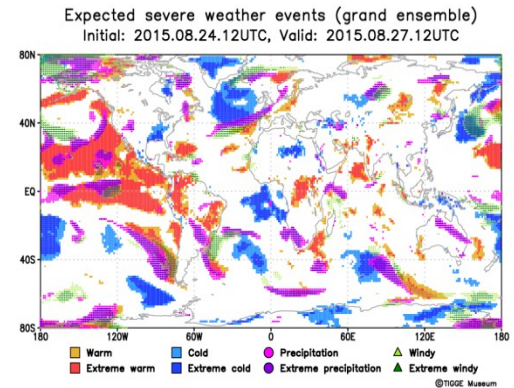 Expected severe weather events (grand ensemble)
Initial: 2015.08.24.12UTC, Valid: 2015.08.27.12UTC
80N
40N
EQ
40S
80S
180 120W 60W 0 60E 120E 180
Warm Cold Precipitation Windy
Extreme warm Extreme cold Extreme precipitation Extreme windy
©TIGGE Museum